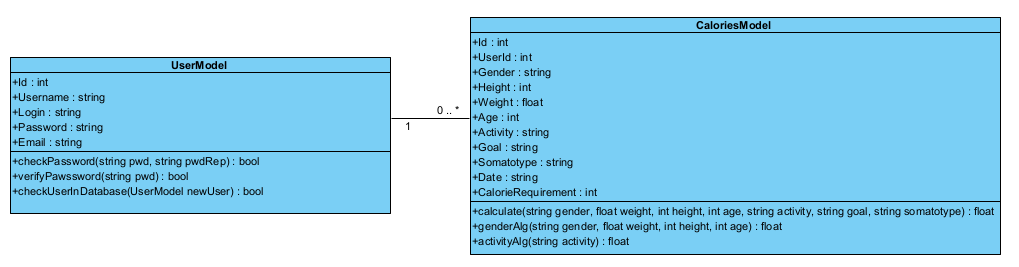 UserModel
+Id : int
+Username : string
+Login : string
+Password : string
+Email : string
+checkPassword(string pwd, string pwdRep) : bool
+verifyPawssword(string pwd) : bool
+checkUserInDatabase(UserModel newUser) : bool
1
0 .. *
CaloriesModel
+Id : int
+UserId : int
+Gender : string
+Height : int
+Weight : float
+Age : int
+Activity : string
+Goal : string
+Somatotype : string
+Date : string
+CalorieRequirement : int
+calculate(string gender, float weight, int height, int age, string activity, string goal, string somatotype) : float
+genderAlg(string gender, float weight, int height, int age) : float
+activityAlg(string activity) : float